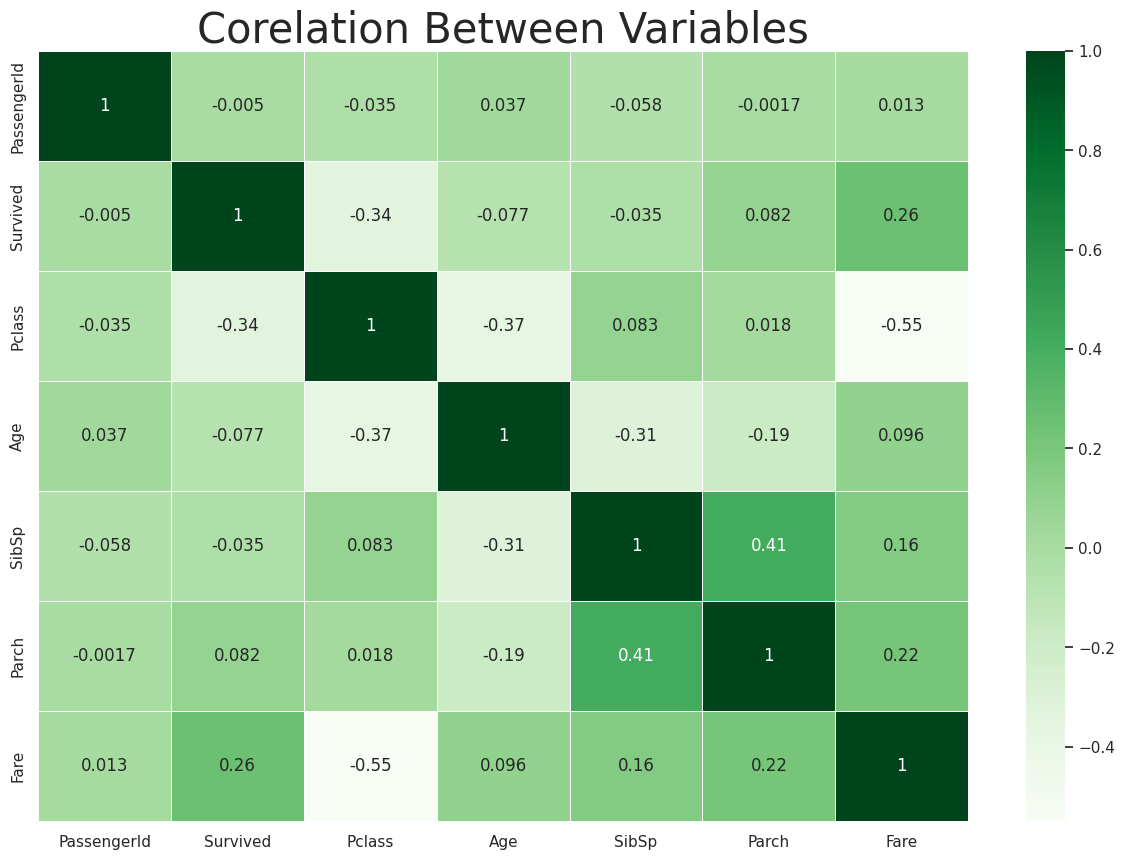 Corelation Between Variables
PassengerId 1 -0.005 -0.035 0.037 -0.058 -0.0017 0.013
Survived -0.005 1 -0.34 -0.077 -0.035 0.082 0.26
Pclass -0.035 -0.34 1 -0.37 0.083 0.018 -0.55
Age 0.037 -0.077 -0.37 1 -0.31 -0.19 0.096
SibSp -0.058 -0.035 0.083 -0.31 1 0.41 0.16
Parch -0.0017 0.082 0.018 -0.19 0.41 1 0.22
Fare 0.013 0.26 -0.55 0.096 0.16 0.22 1
PassengerId Survived Pclass Age SibSp Parch Fare
1.0
0.8
0.6
0.4
0.2
0.0
−0.2
−0.4